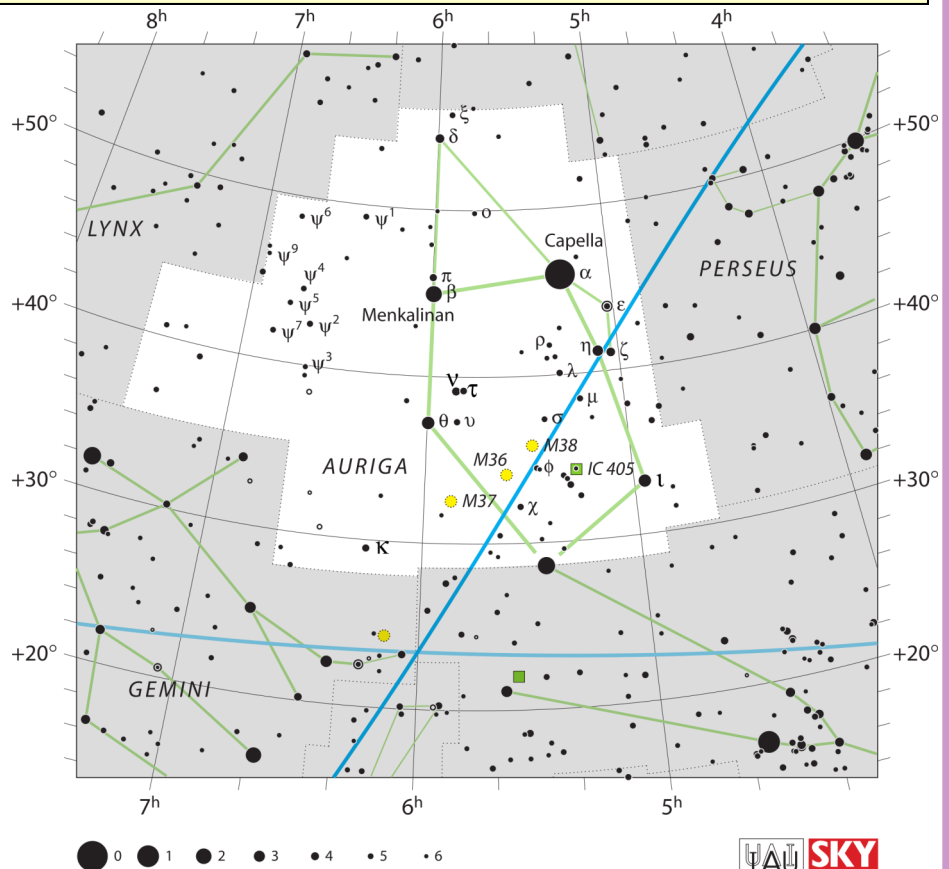 8h 7h 6h 5h 4h
+50° ξ δ +50°
LYNX ψ6 ψ1 ο
Capella
ψ9 α PERSEUS
ψ4 π
+40° ψ5 β ε +40°
Menkalinan
ψ7 ψ2 ρ η ζ
ψ3 λ
ν τ μ
θ υ σ
M38
AURIGA M36 φ IC 405
+30° ι +30°
M37 χ
κ
+20° +20°
GEMINI
7h 6h 5h
0 1 2 3 4 5 6
IAU SKY